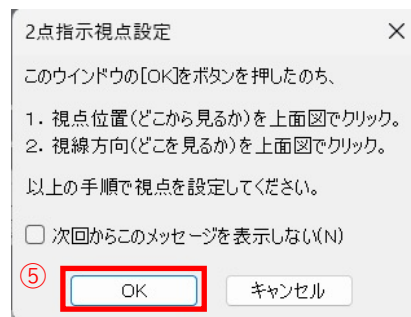 2点指示視点設定
このウインドウの[OK]をボタンを押したのち、
1. 視点位置(どこから見るか)を上面図でクリック。
2. 視線方向(どこを見るか)を上面図でクリック。
以上の手順で視点を設定してください。
次回からこのメッセージを表示しない(N)
⑤ OK キャンセル